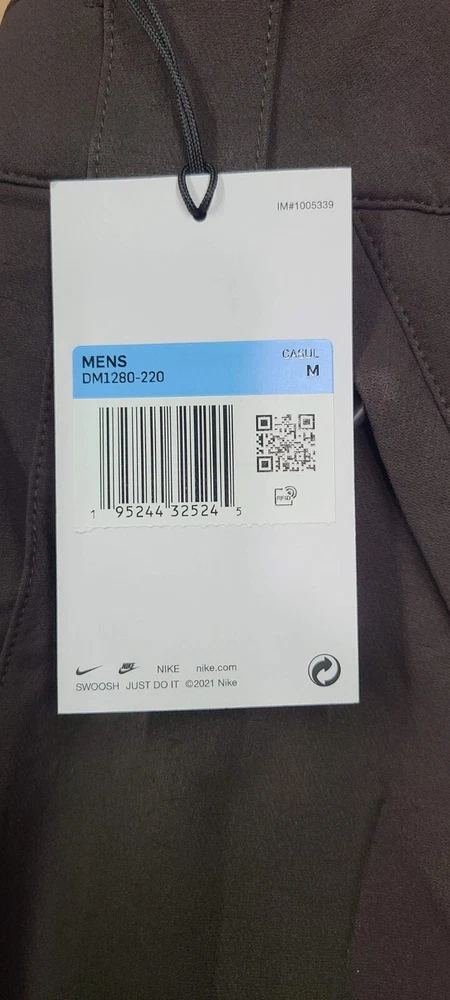 IM#1005339
MENS
DM1280-220
M
1 95244 32524 5
RFID
NIKE NIKE nike.com
SWOOSH JUST DO IT ©2021 Nike